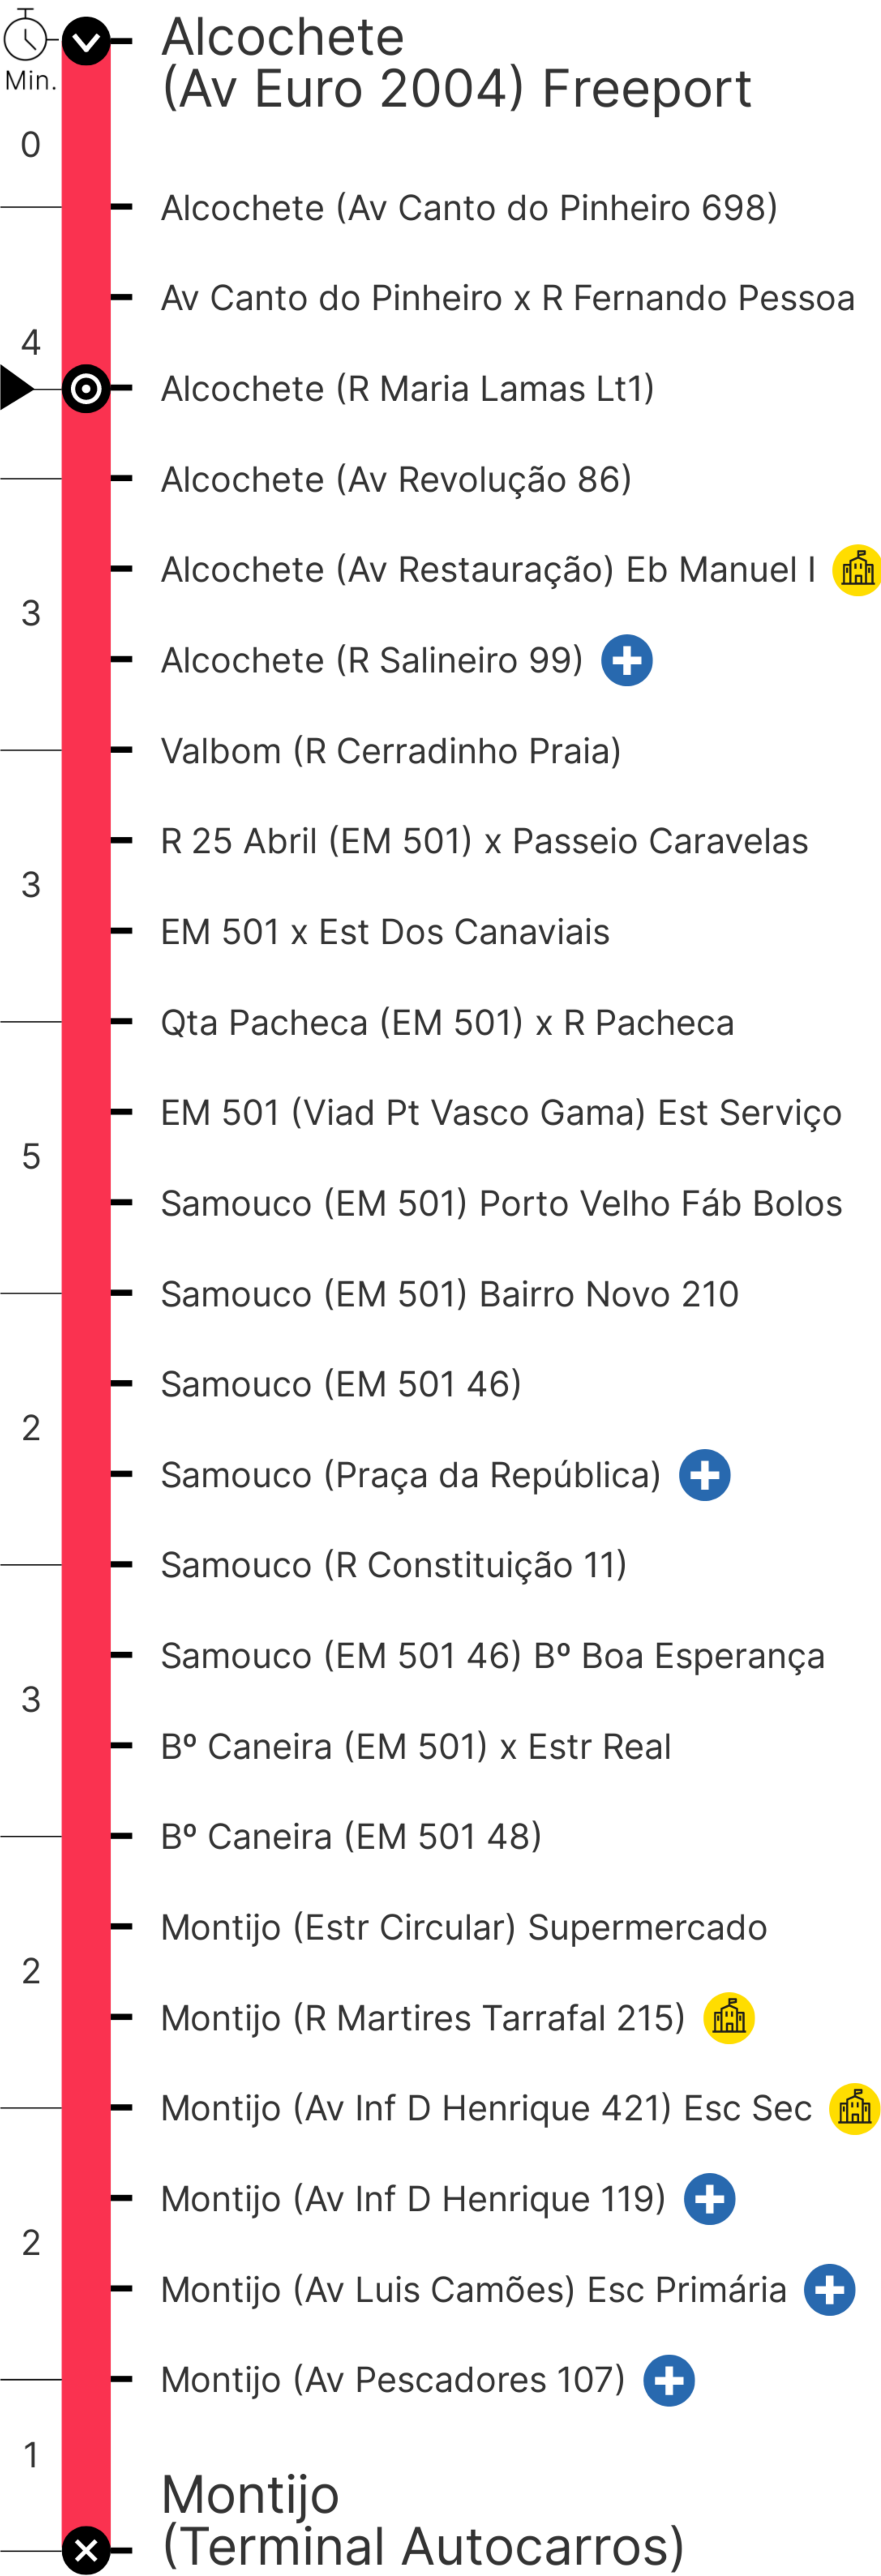 Alcochete
(Av Euro 2004) Freeport
Min.
0
Alcochete (Av Canto do Pinheiro 698)
Av Canto do Pinheiro x R Fernando Pessoa
4
Alcochete (R Maria Lamas Lt1)
Alcochete (Av Revolução 86)
Alcochete (Av Restauração) Eb Manuel I
3
Alcochete (R Salineiro 99)
Valbom (R Cerradinho Praia)
R 25 Abril (EM 501) x Passeio Caravelas
3
EM 501 x Est Dos Canaviais
Qta Pacheca (EM 501) x R Pacheca
EM 501 (Viad Pt Vasco Gama) Est Serviço
5
Samouco (EM 501) Porto Velho Fáb Bolos
Samouco (EM 501) Bairro Novo 210
Samouco (EM 501 46)
2
Samouco (Praça da República)
Samouco (R Constituição 11)
Samouco (EM 501 46) Bº Boa Esperança
3
Bº Caneira (EM 501) x Estr Real
Bº Caneira (EM 501 48)
Montijo (Estr Circular) Supermercado
2
Montijo (R Martires Tarrafal 215)
Montijo (Av Inf D Henrique 421) Esc Sec
Montijo (Av Inf D Henrique 119)
2
Montijo (Av Luis Camões) Esc Primária
Montijo (Av Pescadores 107)
1
Montijo
(Terminal Autocarros)